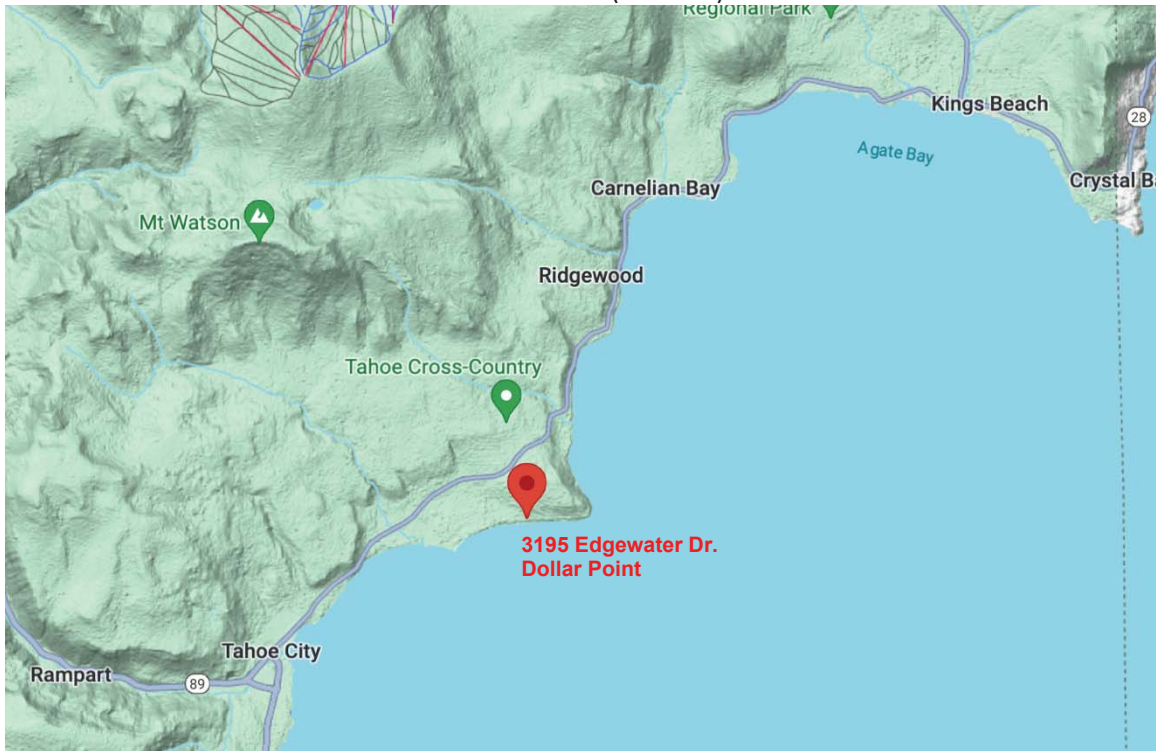 Regional Park
Kings Beach
28
Agate Bay
Carnelian Bay
Crystal Ba
Mt Watson
Ridgewood
Tahoe Cross-Country
3195 Edgewater Dr.
Dollar Point
Tahoe City
Rampart
89